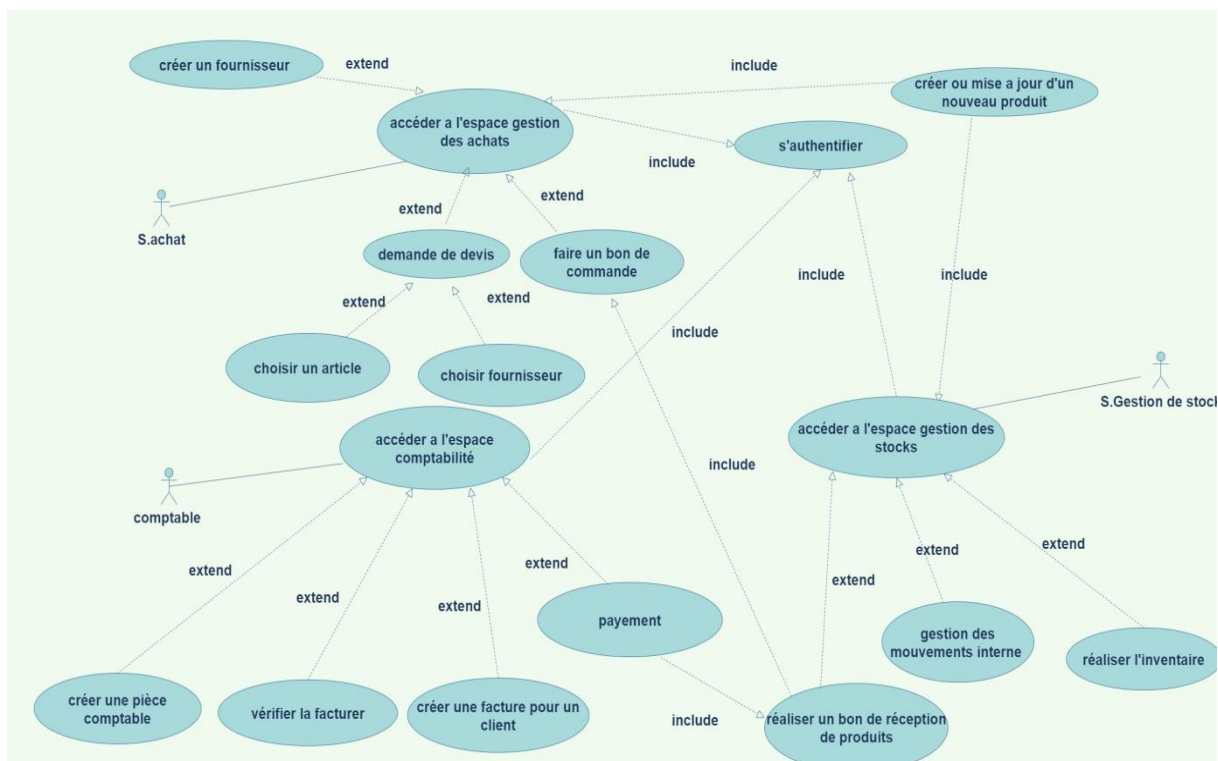 créer un fournisseur
extend
include
créer ou mise a jour d'un
nouveau produit
accéder a l'espace gestion
des achats
include
s'authentifier
S.achat
extend
extend
demande de devis
faire un bon de
commande
include
include
extend
extend
include
choisir un article
choisir fournisseur
S.Gestion de stock
accéder a l'espace
comptabilité
accéder a l'espace gestion des
stocks
include
comptable
extend
extend
extend
extend
extend
extend
extend
payement
gestion des
mouvements interne
réaliser l'inventaire
créer une pièce
comptable
vérifier la facturer
créer une facture pour un
client
include
réaliser un bon de réception
de produits